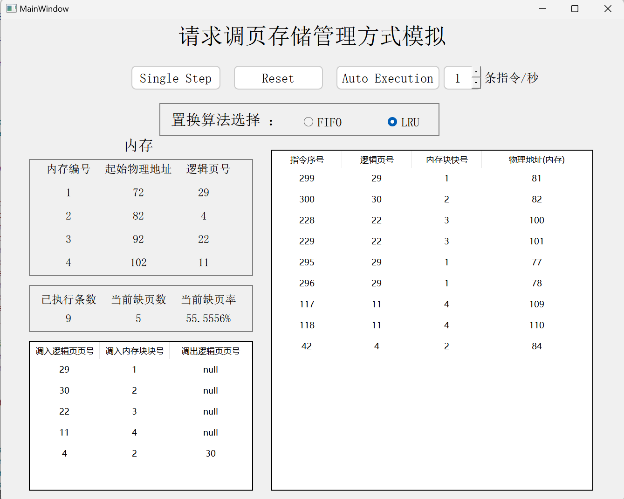 MainWindow
请求调页存储管理方式模拟
Single Step Reset Auto Execution 1 条指令/秒
置换算法选择 ： FIFO LRU
内存
内存编号 起始物理地址 逻辑页号
1 72 29
2 82 4
3 92 22
4 102 11
已执行条数 当前缺页数 当前缺页率
9 5 55.5556%
调入逻辑页页号 调入内存块块号 调出逻辑页页号
29 1 null
30 2 null
22 3 null
11 4 null
4 2 30
指令序号 逻辑页号 内存块块号 物理地址(内存)
299 29 1 81
300 30 2 82
228 22 3 100
229 22 3 101
295 29 1 77
296 29 1 78
117 11 4 109
118 11 4 110
42 4 2 84